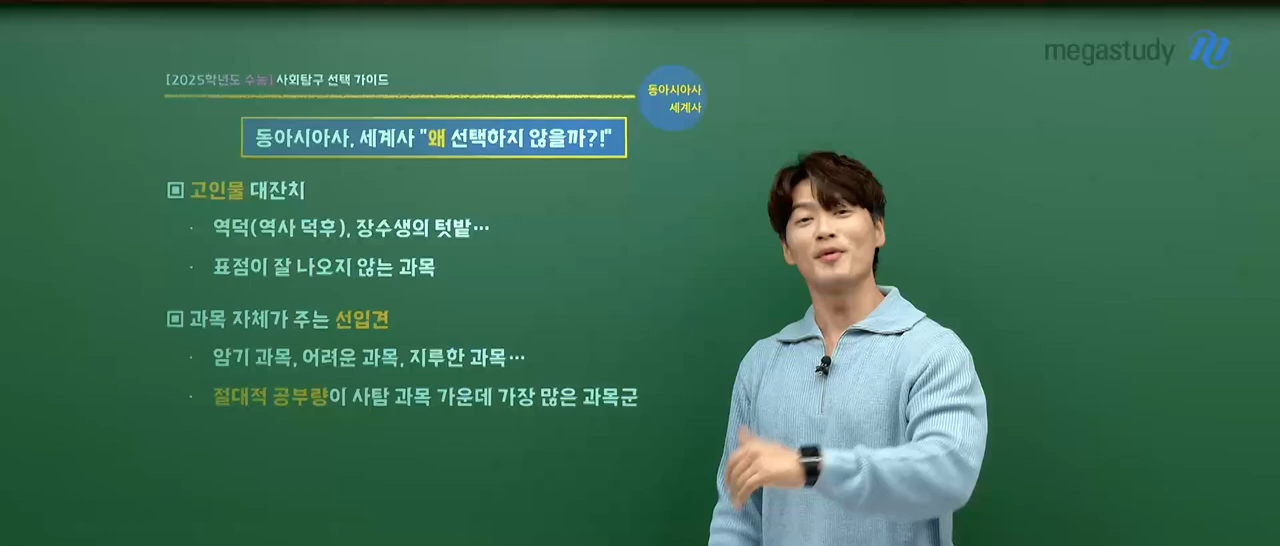 megastudy
[2025학년도 수능] 사회탐구 선택 가이드
동아시아사
세계사
동아시아사, 세계사 "왜 선택하지 않을까?!"
고인물 대잔치
· 역덕(역사 덕후), 장수생의 텃밭…
· 표점이 잘 나오지 않는 과목
과목 자체가 주는 선입견
· 암기 과목, 어려운 과목, 지루한 과목…
· 절대적 공부량이 사탐 과목 가운데 가장 많은 과목군